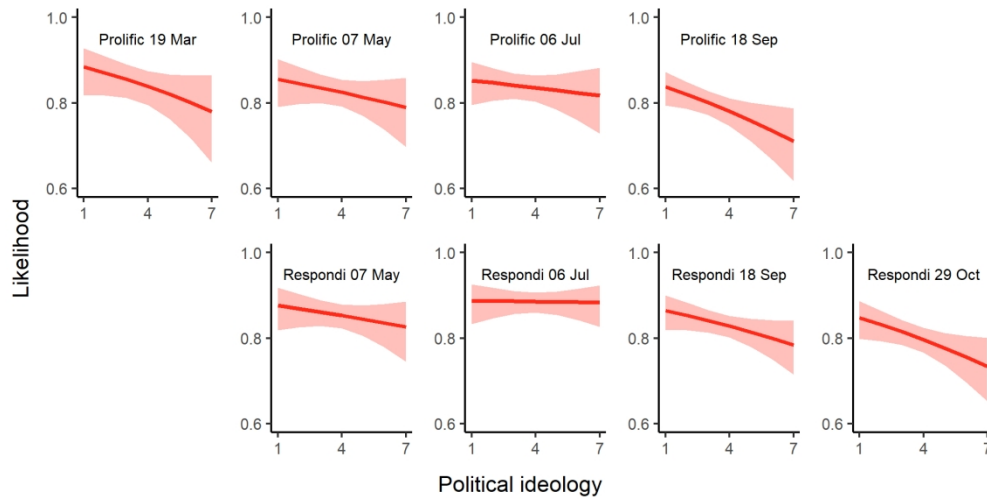 Likelihood
1.0
Prolific 19 Mar
0.8
0.6
1 4 7
1.0
Prolific 07 May
0.8
0.6
1 4 7
1.0
Prolific 06 Jul
0.8
0.6
1 4 7
1.0
Prolific 18 Sep
0.8
0.6
1 4 7
1.0
Respondi 07 May
0.8
0.6
1 4 7
1.0
Respondi 06 Jul
0.8
0.6
1 4 7
1.0
Respondi 18 Sep
0.8
0.6
1 4 7
1.0
Respondi 29 Oct
0.8
0.6
1 4 7
Political ideology